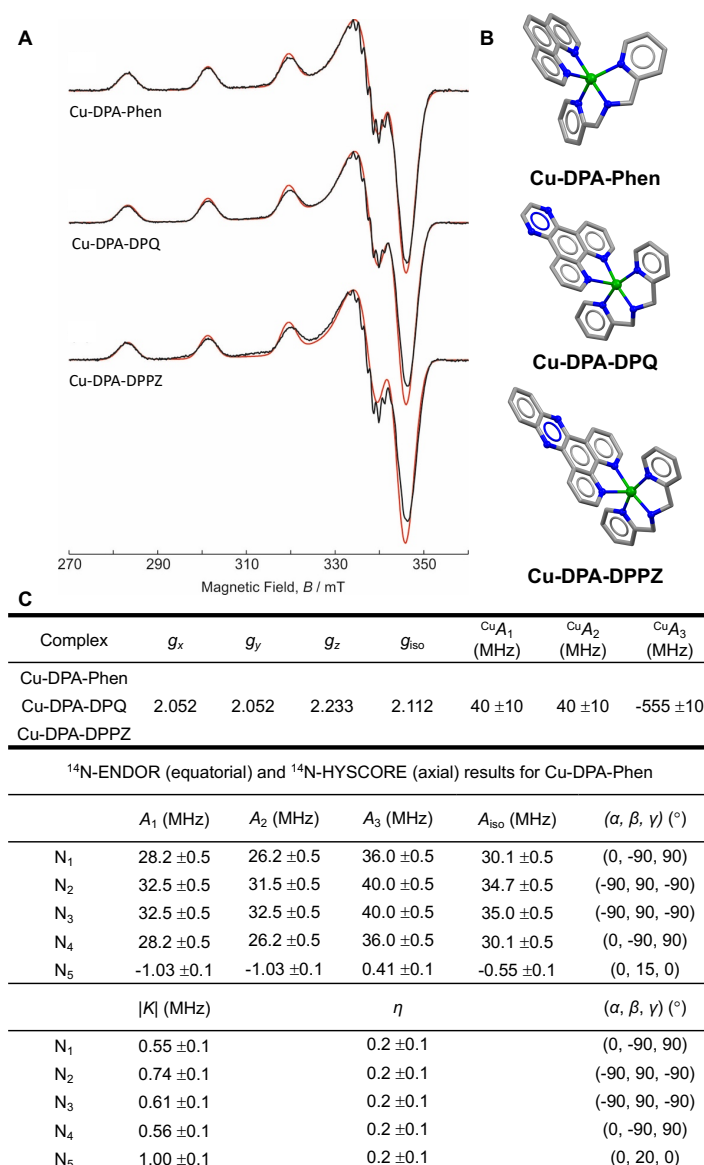 A
B
Cu-DPA-Phen
Cu-DPA-Phen
Cu-DPA-DPQ
Cu-DPA-DPQ
Cu-DPA-DPPZ
Cu-DPA-DPPZ
270 290 310 330 350
Magnetic Field, B / mT
C
Complex gx gy gz giso CuA1 (MHz) CuA2 (MHz) CuA3 (MHz)
Cu-DPA-Phen
Cu-DPA-DPQ 2.052 2.052 2.233 2.112 40 ±10 40 ±10 -555 ±10
Cu-DPA-DPPZ
14N-ENDOR (equatorial) and 14N-HYSCORE (axial) results for Cu-DPA-Phen
A1 (MHz) A2 (MHz) A3 (MHz) Aiso (MHz) (α, β, γ) (°)
N1 28.2 ±0.5 26.2 ±0.5 36.0 ±0.5 30.1 ±0.5 (0, -90, 90)
N2 32.5 ±0.5 31.5 ±0.5 40.0 ±0.5 34.7 ±0.5 (-90, 90, -90)
N3 32.5 ±0.5 32.5 ±0.5 40.0 ±0.5 35.0 ±0.5 (-90, 90, -90)
N4 28.2 ±0.5 26.2 ±0.5 36.0 ±0.5 30.1 ±0.5 (0, -90, 90)
N5 -1.03 ±0.1 -1.03 ±0.1 0.41 ±0.1 -0.55 ±0.1 (0, 15, 0)
|K| (MHz) η (α, β, γ) (°)
N1 0.55 ±0.1 0.2 ±0.1 (0, -90, 90)
N2 0.74 ±0.1 0.2 ±0.1 (-90, 90, -90)
N3 0.61 ±0.1 0.2 ±0.1 (-90, 90, -90)
N4 0.56 ±0.1 0.2 ±0.1 (0, -90, 90)
N5 1.00 ±0.1 0.2 ±0.1 (0, 20, 0)